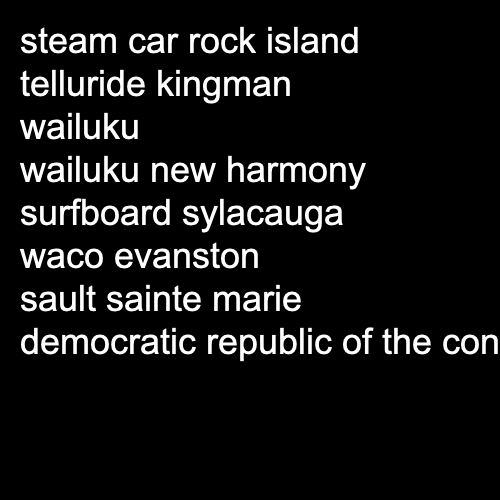 steam car rock island
telluride kingman
wailuku
wailuku new harmony
surfboard sylacauga
waco evanston
sault sainte marie
democratic republic of the con